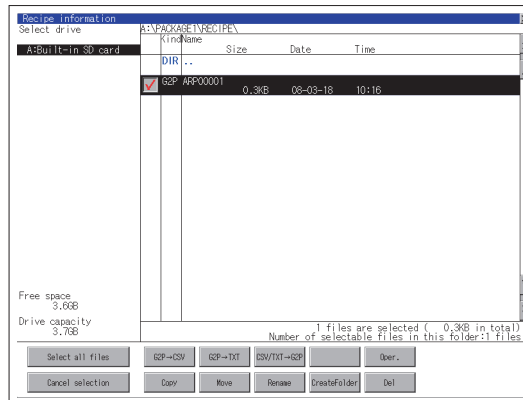 Recipe information
Select drive
A:\PACKAGE1\RECIPE\
Kind Name
Size Date Time
A:Built-in SD card
DIR ..
G2P ARP00001
0.3KB 08-03-18 10:16
Free space
3.6GB
Drive capacity
3.7GB
1 files are selected ( 0.3KB in total)
Number of selectable files in this folder:1 files
Select all files G2P→CSV G2P→TXT CSV/TXT→G2P Oper.
Cancel selection Copy Move Rename CreateFolder Del